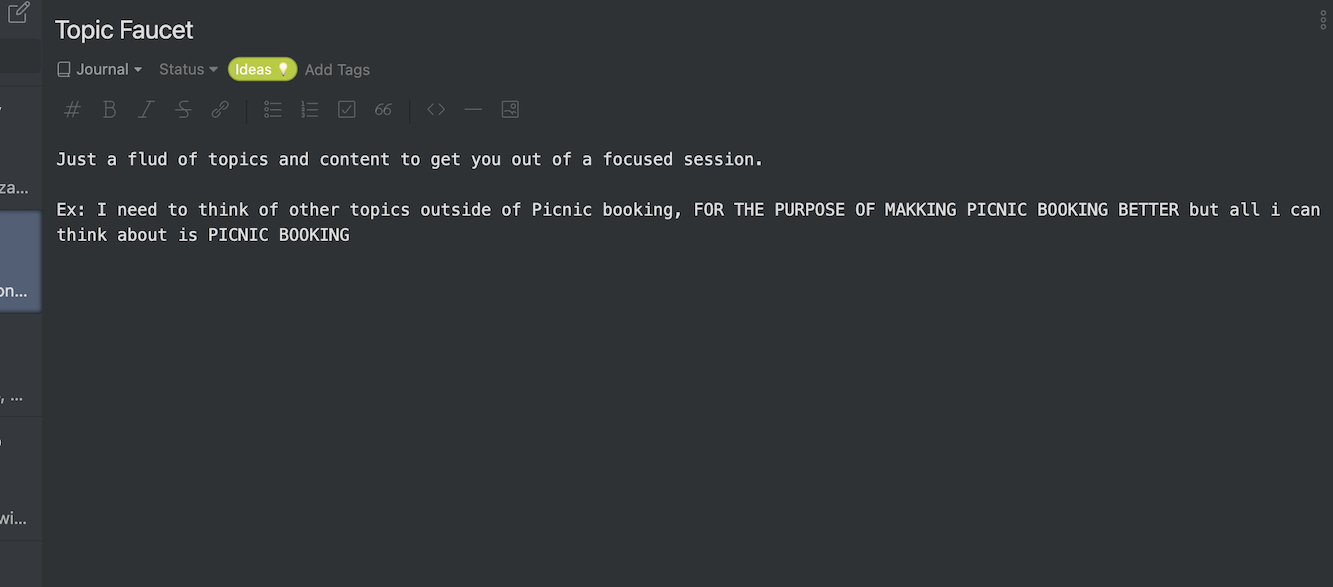 Topic Faucet
Journal Status Ideas Add Tags
Just a flud of topics and content to get you out of a focused session.
za...
Ex: I need to think of other topics outside of Picnic booking, FOR THE PURPOSE OF MAKKING PICNIC BOOKING BETTER but all i can
think about is PICNIC BOOKING
on...
, ...
wi...